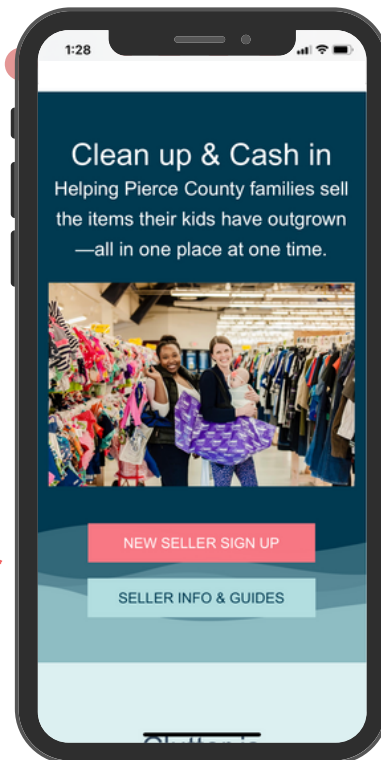 1:28
Clean up & Cash in
Helping Pierce County families sell
the items their kids have outgrown
—all in one place at one time.
NEW SELLER SIGN UP
SELLER INFO & GUIDES